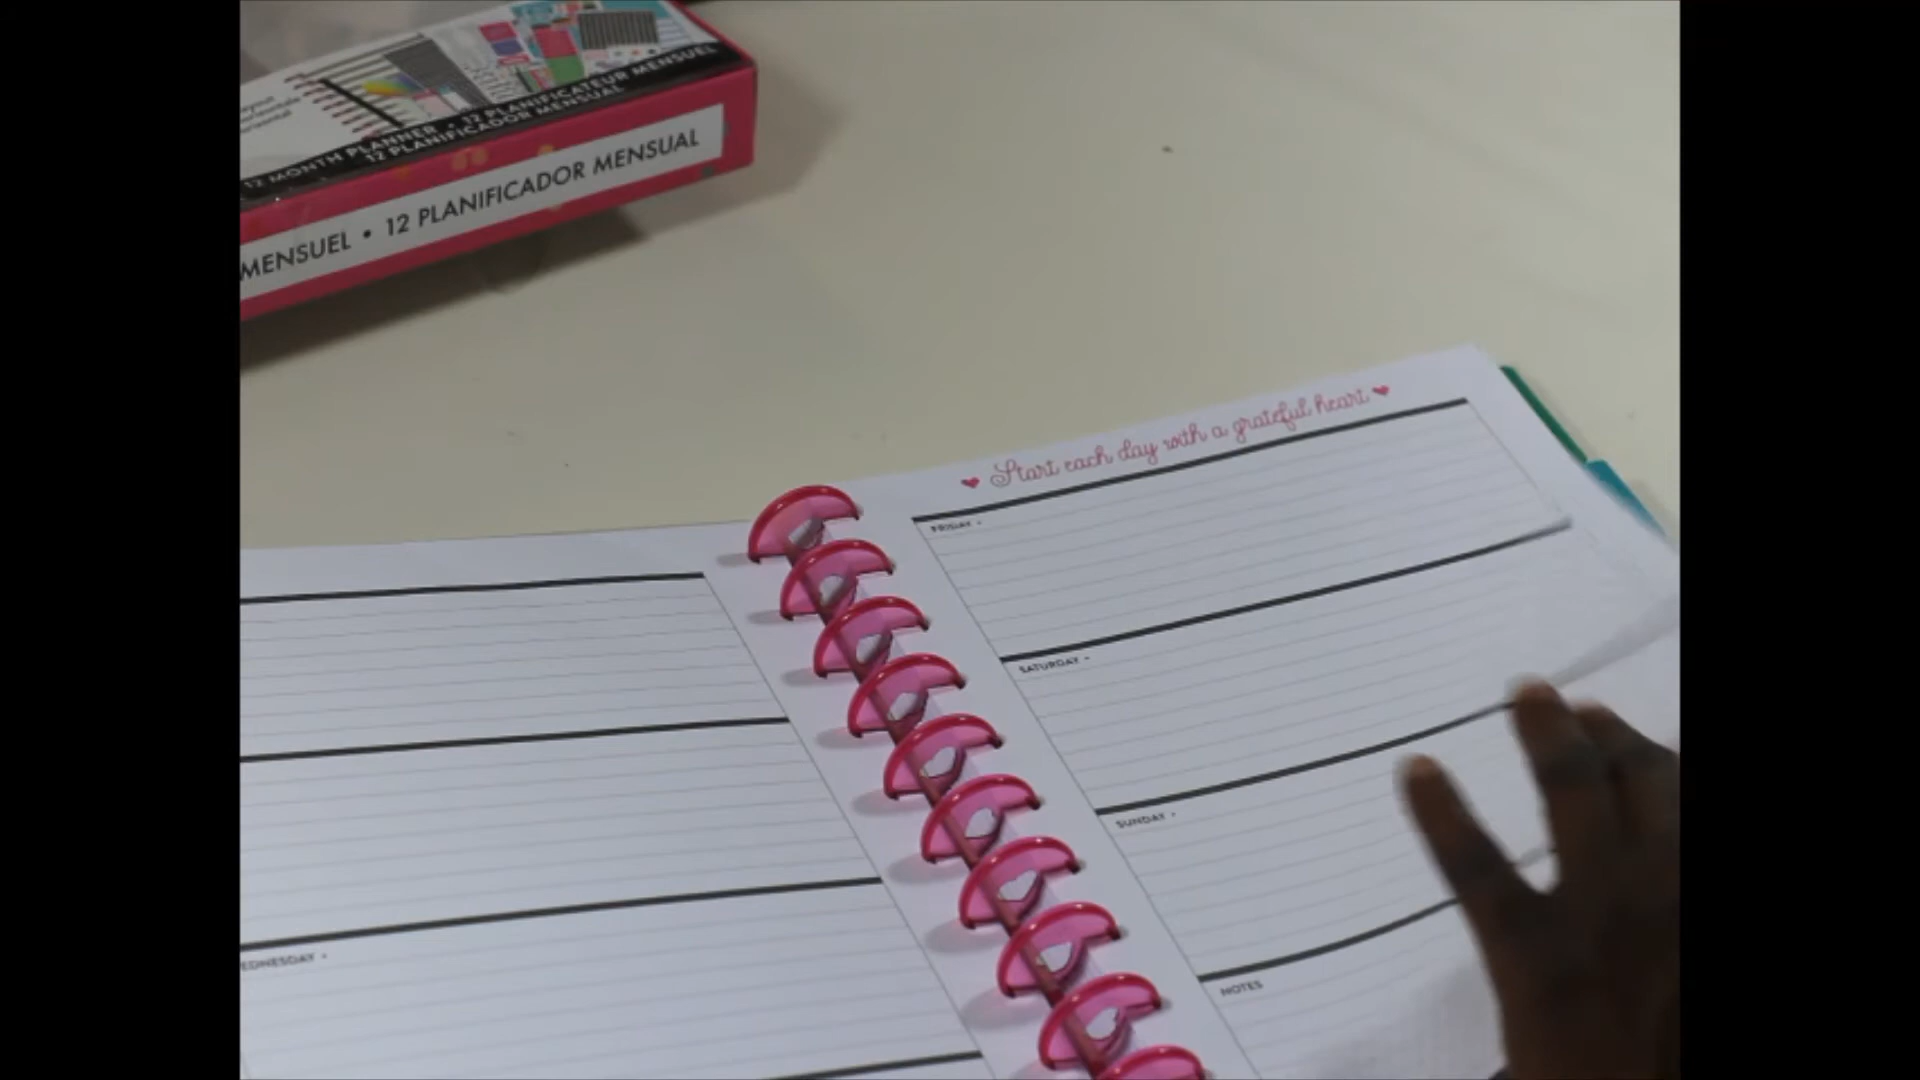 12 MONTH PLANNER • 12 PLANIFICATEUR MENSUEL
12 PLANIFICADOR MENSUAL
MENSUEL • 12 PLANIFICADOR MENSUAL
Start each day with a grateful heart
FRIDAY
SATURDAY
SUNDAY
EDNESDAY
NOTES